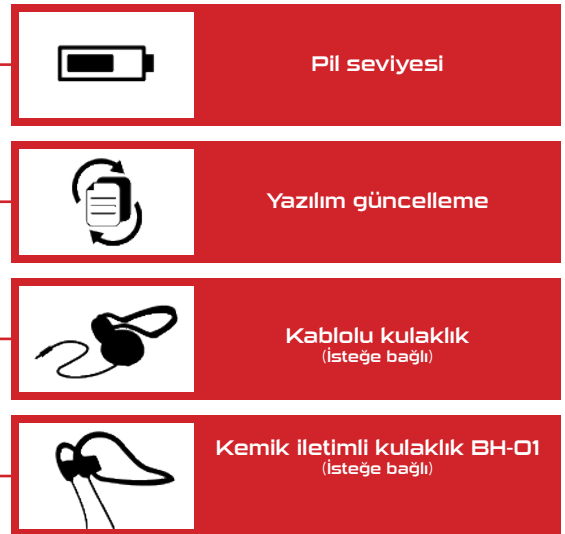 Pil seviyesi
Yazılım güncelleme
Kablolu kulaklık
(İsteğe bağlı)
Kemik iletimli kulaklık BH-01
(İsteğe bağlı)